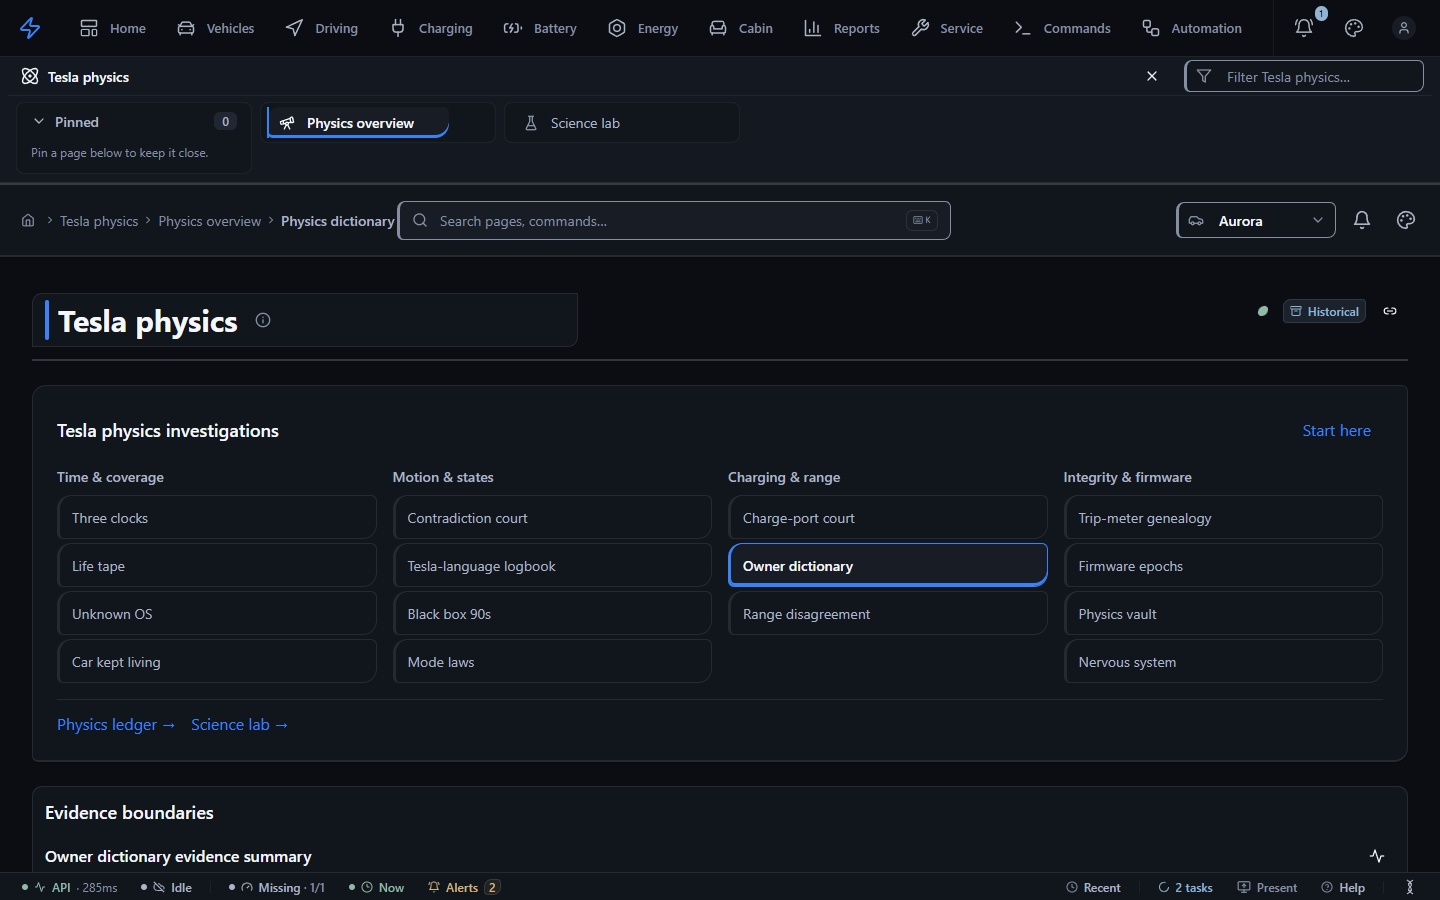 Home Vehicles Driving Charging Battery Energy Cabin Reports Service Commands Automation 1
Tesla physics Filter Tesla physics...
Pinned 0 Physics overview Science lab
Pin a page below to keep it close.
Tesla physics Physics overview Physics dictionary Search pages, commands... K Aurora
Tesla physics Historical
Tesla physics investigations Start here
Time & coverage
Three clocks
Life tape
Unknown OS
Car kept living
Motion & states
Contradiction court
Tesla-language logbook
Black box 90s
Mode laws
Charging & range
Charge-port court
Owner dictionary
Range disagreement
Integrity & firmware
Trip-meter genealogy
Firmware epochs
Physics vault
Nervous system
Physics ledger → Science lab →
Evidence boundaries
Owner dictionary evidence summary
API · 285ms Idle Missing · 1/1 Now Alerts 2 Recent 2 tasks Present Help